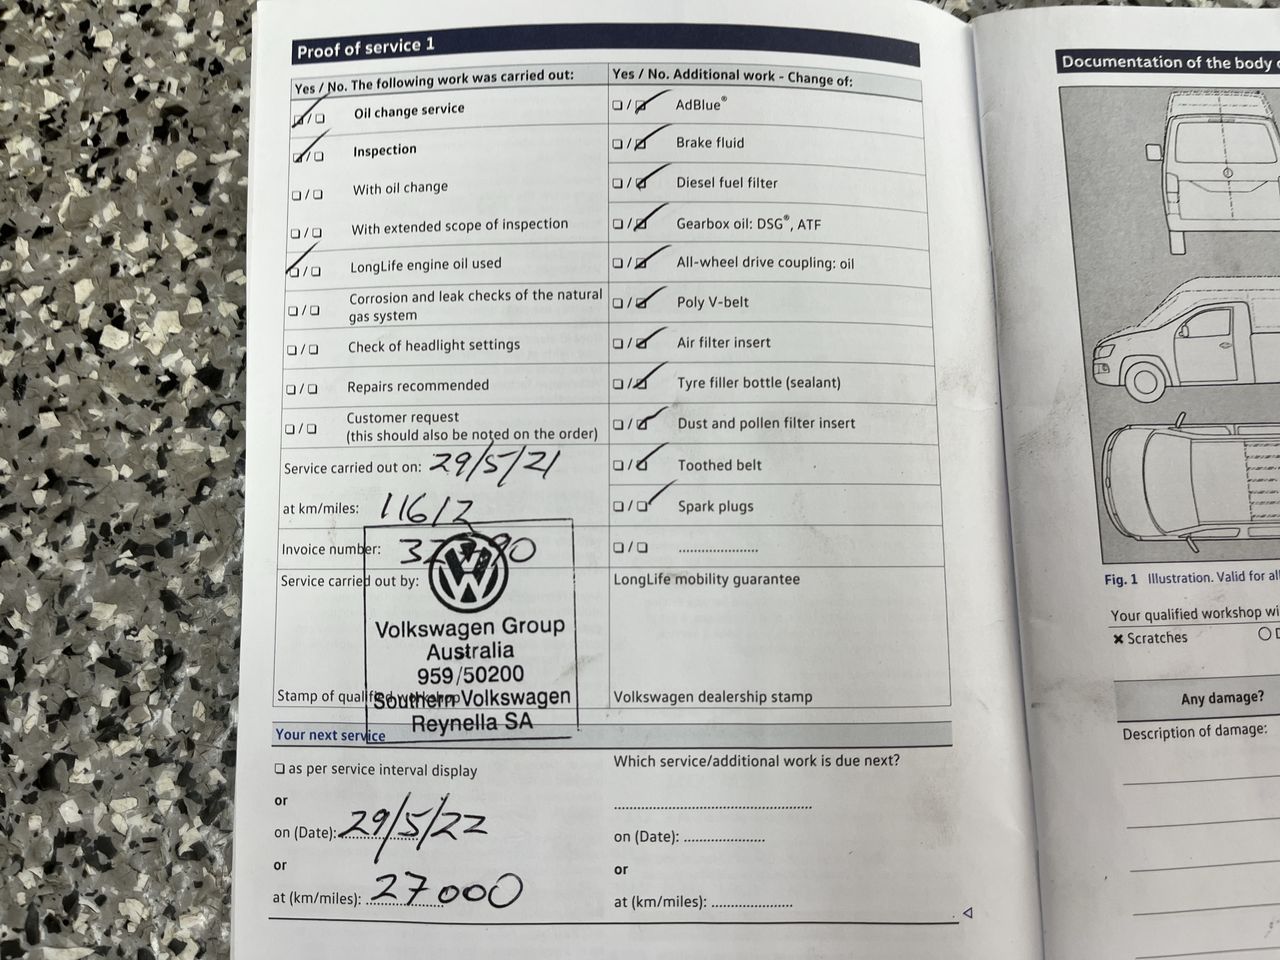 Proof of service 1
Yes / No. The following work was carried out:
Oil change service
Inspection
With oil change
With extended scope of inspection
LongLife engine oil used
Corrosion and leak checks of the natural
gas system
Check of headlight settings
Repairs recommended
Customer request
(this should also be noted on the order)
Service carried out on: 29/5/21
at km/miles: 11612
Invoice number:
Service carried out by:
Volkswagen Group
Australia
959/50200
Southern Volkswagen
Reynella SA
Stamp of qualified workshop
Yes / No. Additional work - Change of:
AdBlue®
Brake fluid
Diesel fuel filter
Gearbox oil: DSG®, ATF
All-wheel drive coupling: oil
Poly V-belt
Air filter insert
Tyre filler bottle (sealant)
Dust and pollen filter insert
Toothed belt
Spark plugs
LongLife mobility guarantee
Volkswagen dealership stamp
Your next service
as per service interval display
or
on (Date): 29/5/22
or
at (km/miles): 27000
Which service/additional work is due next?
on (Date):
or
at (km/miles):
Documentation of the body
Fig. 1 Illustration. Valid for all
Your qualified workshop wi
Scratches
Any damage?
Description of damage: